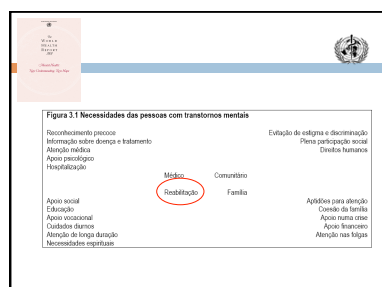 The
WORLD
HEALTH
REPORT
Mental Health:
New Understanding, New Hope
Figura 3.1 Necessidades das pessoas com transtornos mentais
Reconhecimento precoce Evitação de estigma e discriminação
Informação sobre doença e tratamento Plena participação social
Atenção médica Direitos humanos
Apoio psicológico
Hospitalização
Médico Comunitário
Reabilitação Família
Apoio social Aptidões para atenção
Educação Coesão da família
Apoio vocacional Apoio numa crise
Cuidados diurnos Apoio financeiro
Atenção de longa duração Atenção nas folgas
Necessidades espirituais